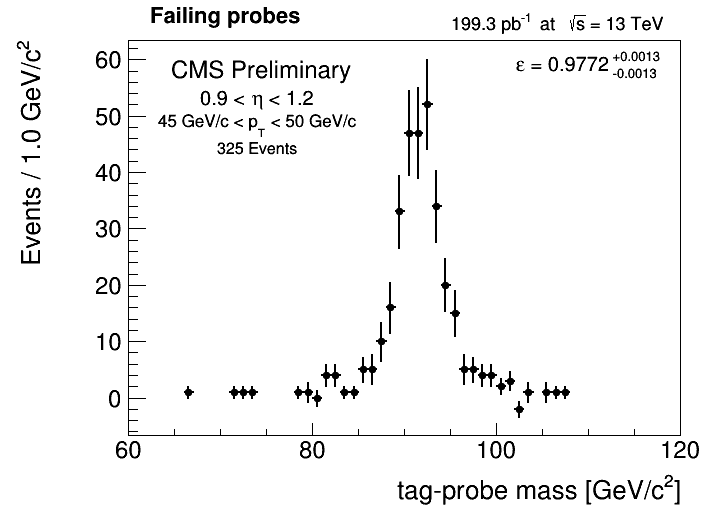 Failing probes
199.3 pb⁻¹ at √s = 13 TeV
CMS Preliminary
0.9 < η < 1.2
45 GeV/c < p_T < 50 GeV/c
325 Events
ε = 0.9772 +0.0013 -0.0013
Events / 1.0 GeV/c²
60
50
40
30
20
10
0
60 80 100 120
tag-probe mass [GeV/c²]